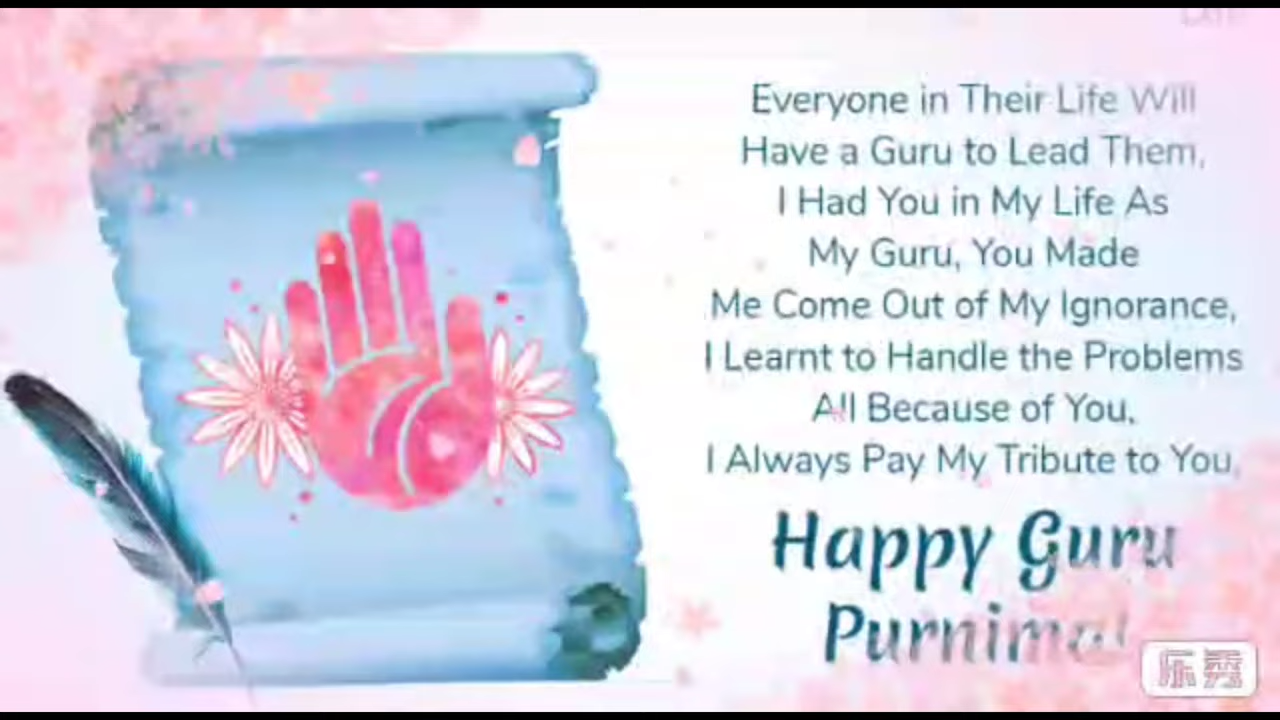 Everyone in Their Life Will
Have a Guru to Lead Them,
I Had You in My Life As
My Guru, You Made
Me Come Out of My Ignorance,
I Learnt to Handle the Problems
All Because of You,
I Always Pay My Tribute to You,
Happy Guru
Purnima!
乐秀